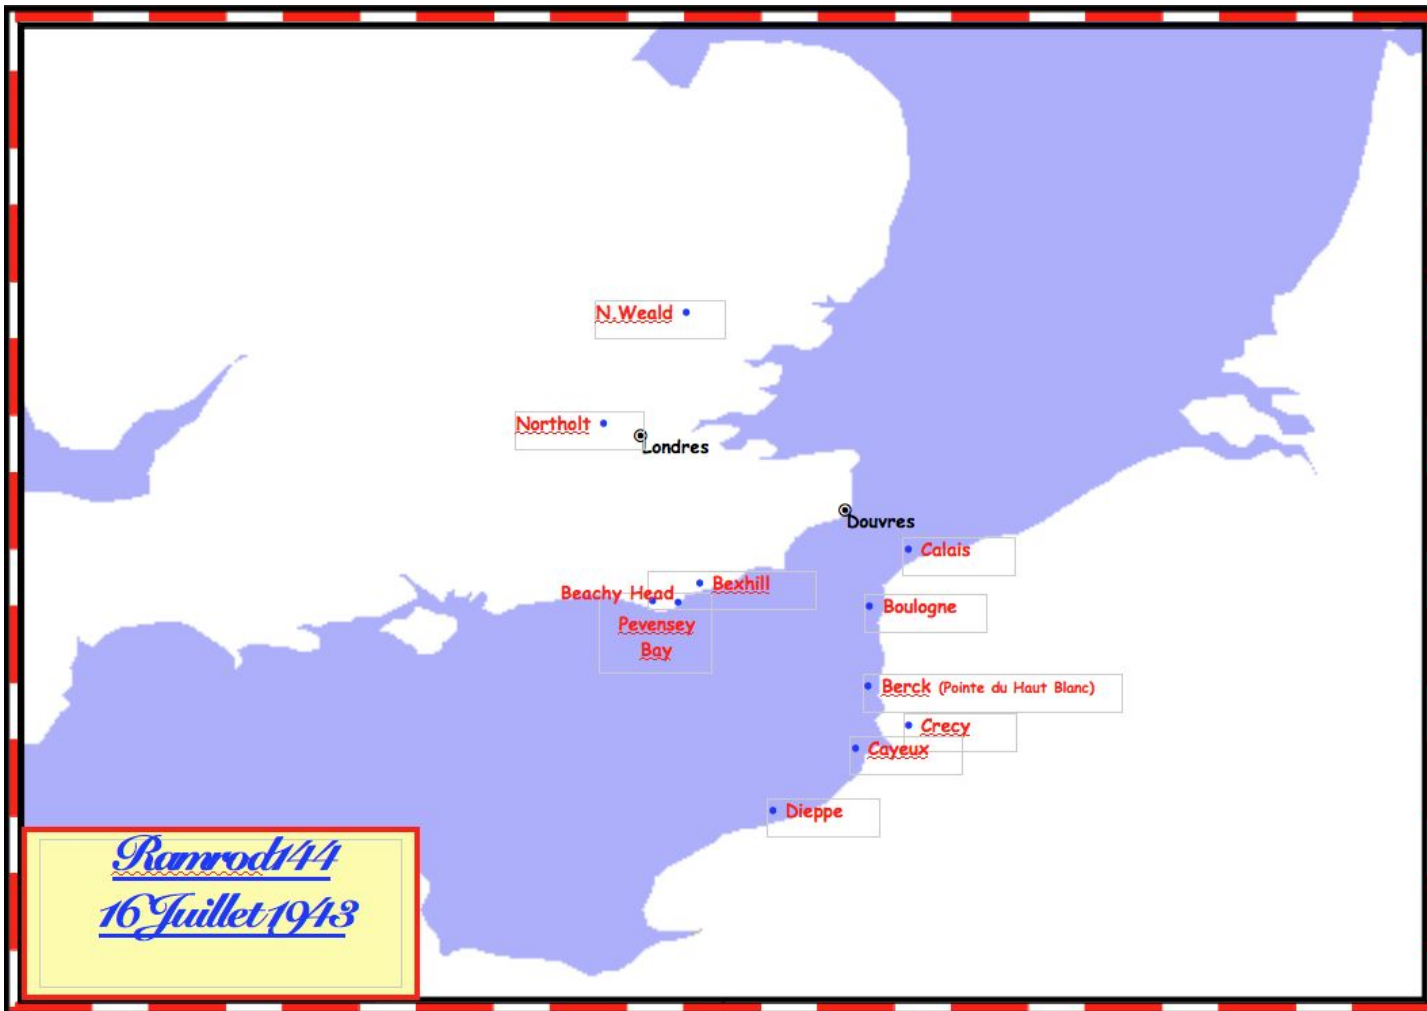 N.Weald
Northolt
Londres
Douvres
Calais
Bexhill
Beachy Head
Boulogne
Pevensey
Bay
Berck (Pointe du Haut Blanc)
Crecy
Cayeux
Dieppe
Ramrod144
16 Juillet 1943